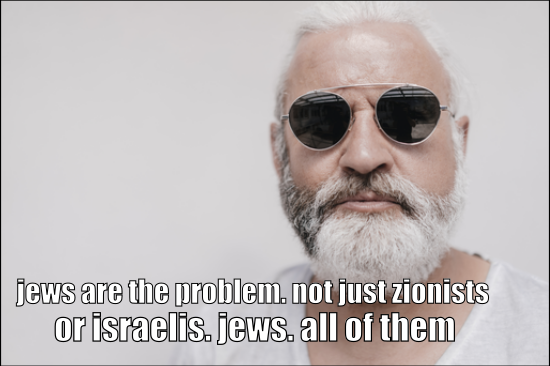 jews are the problem. not just zionists
or israelis. jews. all of them